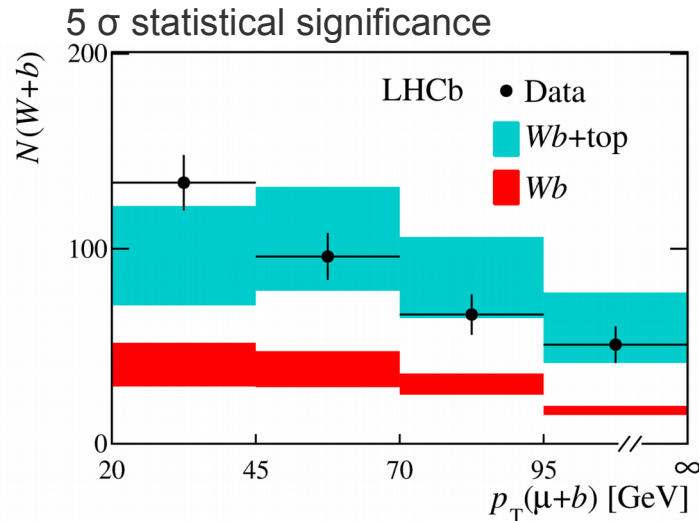 5 σ statistical significance
200
LHCb
Data
Wb+top
Wb
N(W+b)
100
0
20 45 70 95 ∞
p_T(μ+b) [GeV]